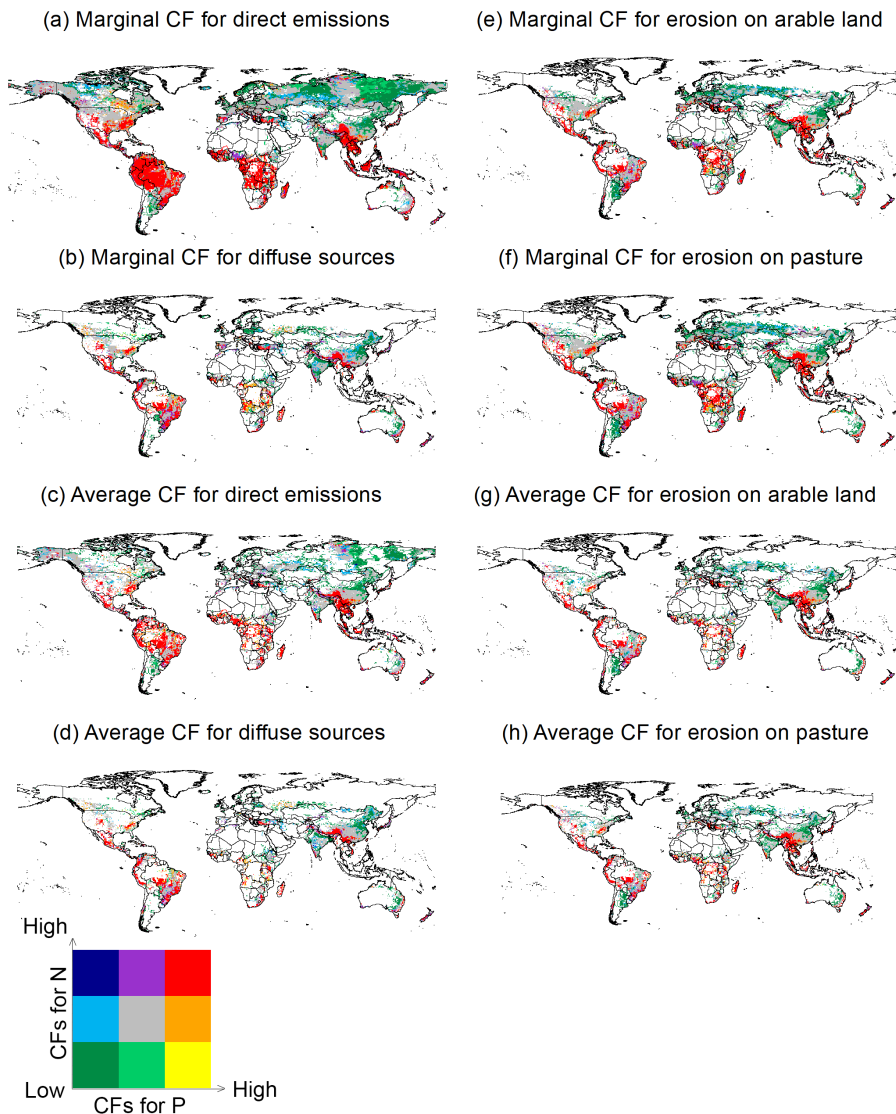 (a) Marginal CF for direct emissions
(e) Marginal CF for erosion on arable land
(b) Marginal CF for diffuse sources
(f) Marginal CF for erosion on pasture
(c) Average CF for direct emissions
(g) Average CF for erosion on arable land
(d) Average CF for diffuse sources
(h) Average CF for erosion on pasture
High
CFs for N
Low
High
CFs for P